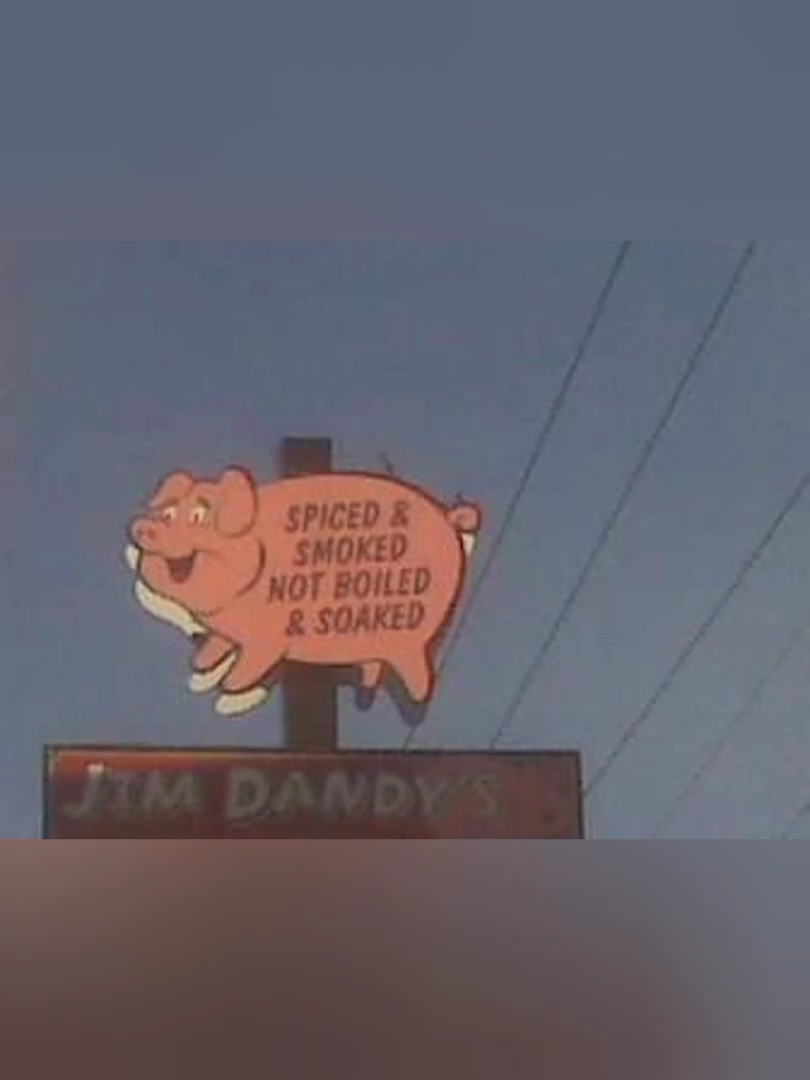 SPICED &
SMOKED
NOT BOILED
& SOAKED
JIM DANDY'S